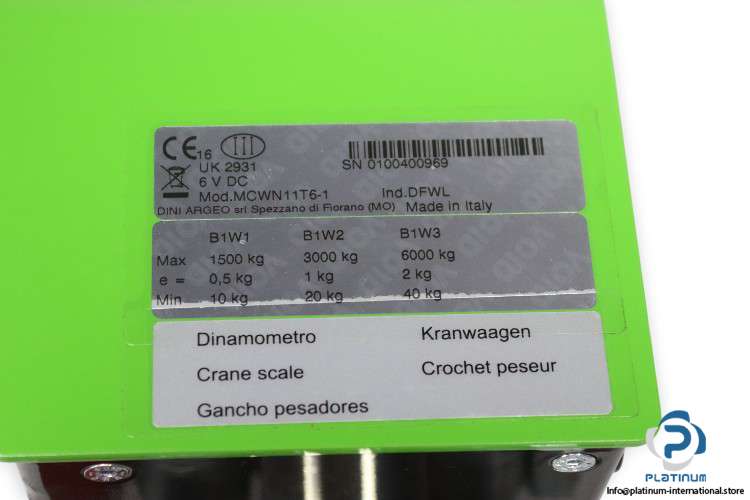 CE 16 III
UK 2931
SN 0100400969
6 V DC
Mod.MCWN11T6-1 Ind.DFWL
DINI ARGEO srl Spezzano di Fiorano (MO) Made in Italy
B1W1 B1W2 B1W3
Max 1500 kg 3000 kg 6000 kg
e = 0,5 kg 1 kg 2 kg
Min 10 kg 20 kg 40 kg
Dinamometro Kranwaagen
Crane scale Crochet peseur
Gancho pesadores
PLATINUM
Info@platinum-international.store